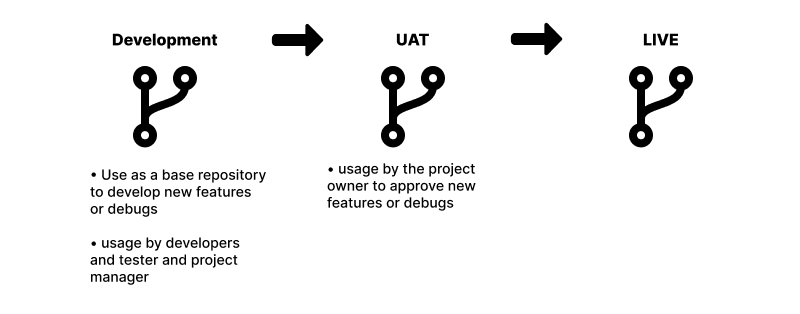 Development
UAT
LIVE
• Use as a base repository
to develop new features
or debugs
• usage by developers
and tester and project
manager
• usage by the project
owner to approve new
features or debugs